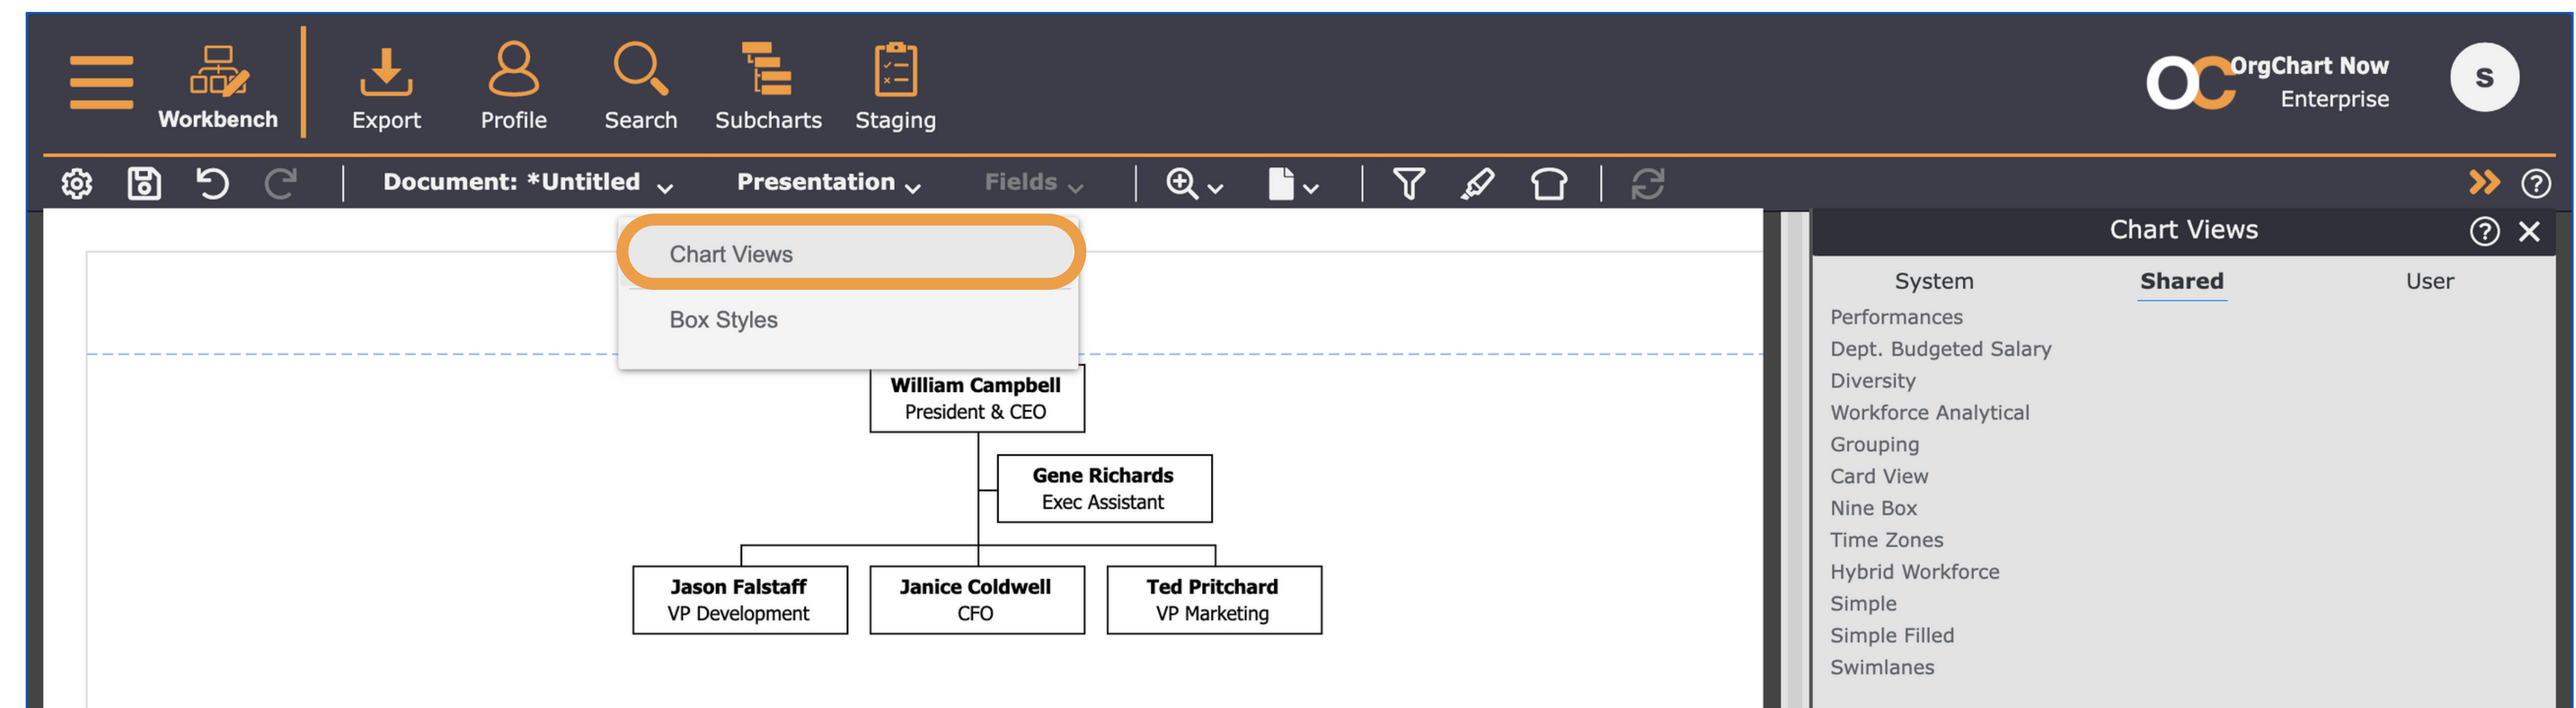 Workbench
Export
Profile
Search
Subcharts
Staging
OC OrgChart Now
Enterprise
S
Document: *Untitled
Presentation
Fields
Chart Views
Box Styles
William Campbell
President & CEO
Gene Richards
Exec Assistant
Jason Falstaff
VP Development
Janice Coldwell
CFO
Ted Pritchard
VP Marketing
Chart Views
System
Shared
User
Performances
Dept. Budgeted Salary
Diversity
Workforce Analytical
Grouping
Card View
Nine Box
Time Zones
Hybrid Workforce
Simple
Simple Filled
Swimlanes